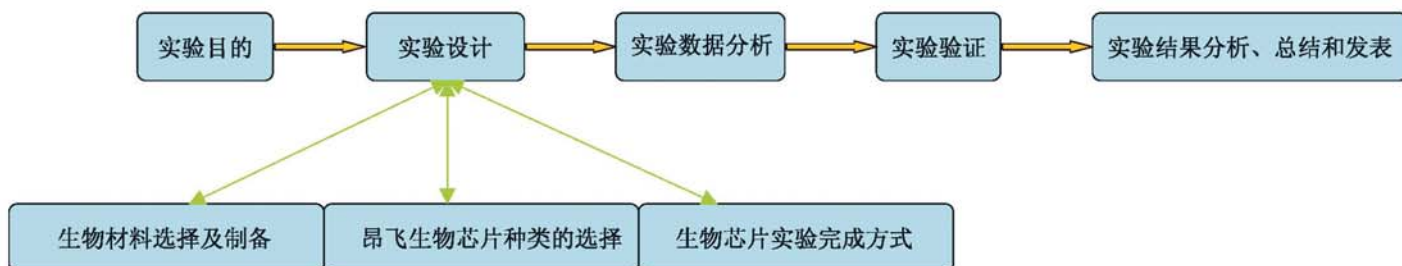 实验目的
实验设计
实验数据分析
实验验证
实验结果分析、总结和发表
生物材料选择及制备
昂飞生物芯片种类的选择
生物芯片实验完成方式